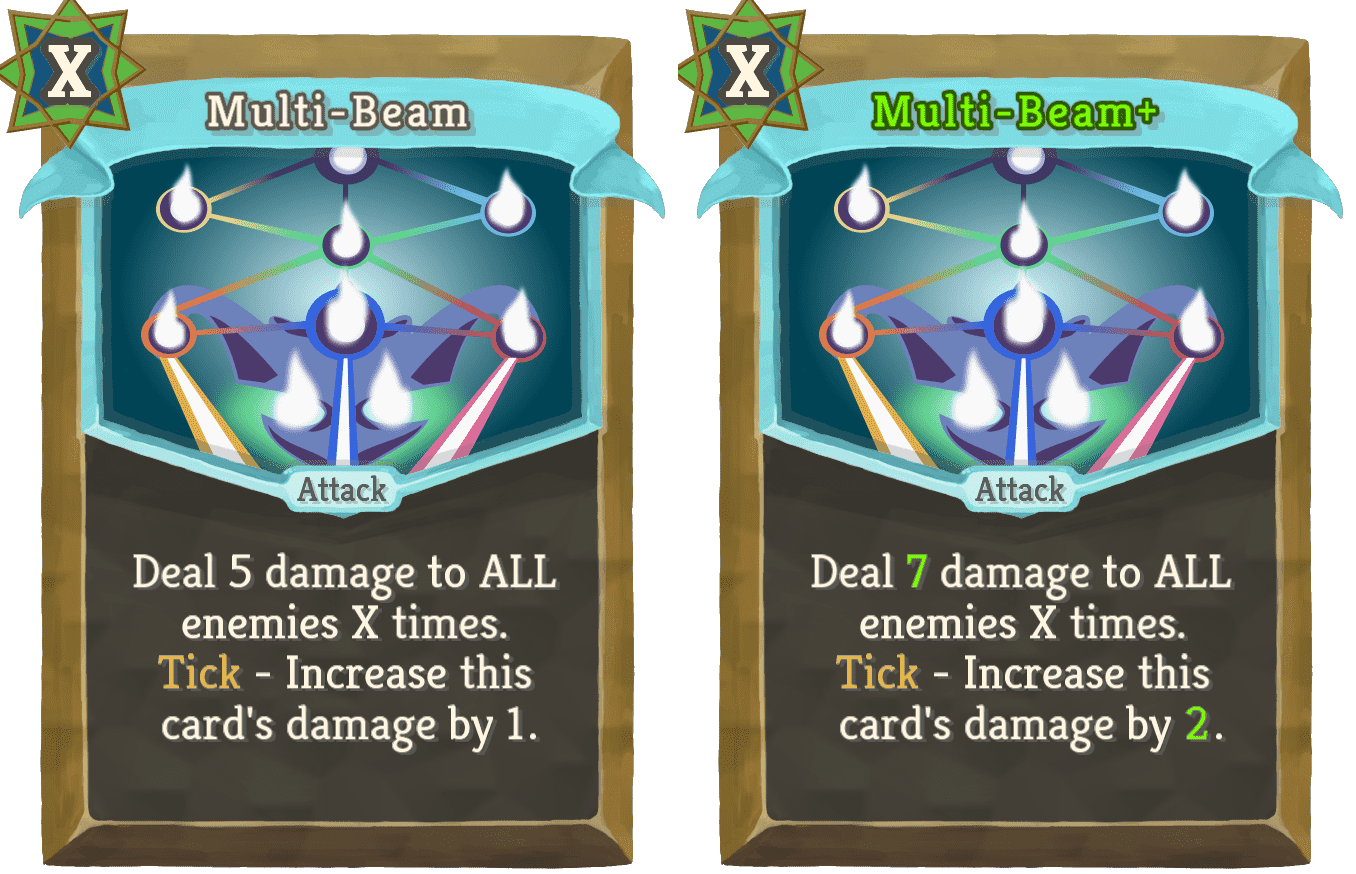 X
Multi-Beam
Attack
Deal 5 damage to ALL
enemies X times.
Tick - Increase this
card's damage by 1.
X
Multi-Beam+
Attack
Deal 7 damage to ALL
enemies X times.
Tick - Increase this
card's damage by 2.